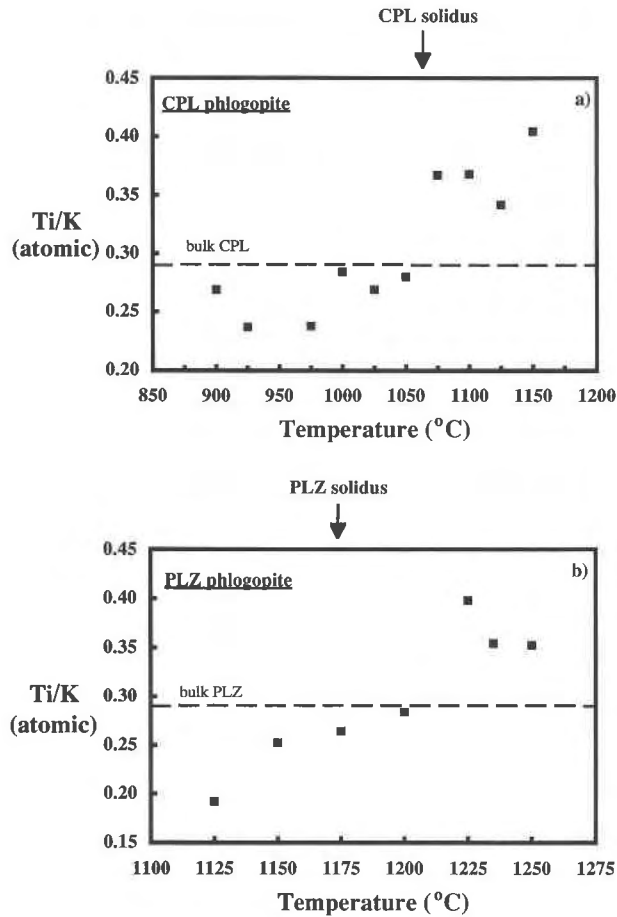 CPL solidus
0.45
CPL phlogopite
a)
0.40
0.35
Ti/K
(atomic)
bulk CPL
0.30
0.25
0.20
850 900 950 1000 1050 1100 1150 1200
Temperature (°C)
PLZ solidus
0.45
PLZ phlogopite
b)
0.40
0.35
Ti/K
(atomic)
bulk PLZ
0.30
0.25
0.20
0.15
1100 1125 1150 1175 1200 1225 1250 1275
Temperature (°C)